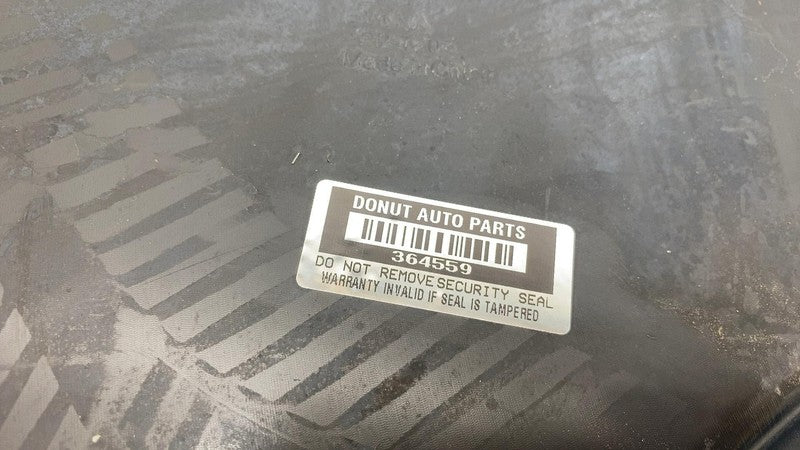 DONUT AUTO PARTS
364559
DO NOT REMOVE SECURITY SEAL
WARRANTY INVALID IF SEAL IS TAMPERED